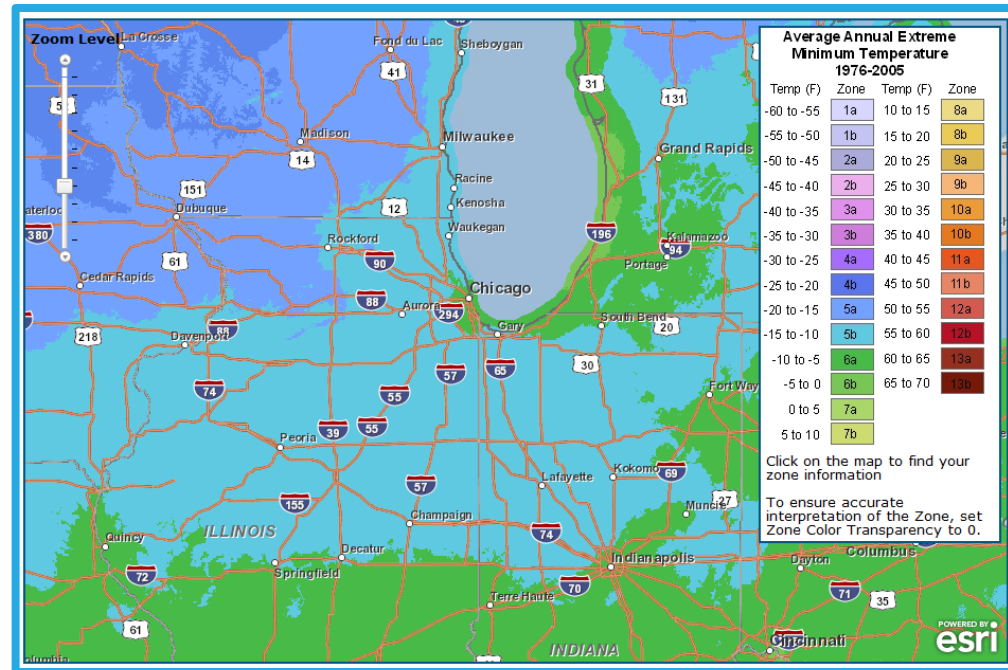 Zoom Level
La Crosse
Fond du Lac
Sheboygan
43
41
31
131
5
Madison
14
Milwaukee
Grand Rapids
Racine
151
Kenosha
12
Waukegan
Dubuque
380
61
Rockford
90
196
Kalamazoo
94
Portage
Cedar Rapids
88
Chicago
Aurora
294
South Bend
20
Gary
218
Davenport
88
30
57
65
74
55
Fort Way
39
55
Peoria
Lafayette
Kokomo
69
57
155
27
Muncie
Champaign
ILLINOIS
74
Quincy
Decatur
Indianapolis
Columbus
Springfield
72
Dayton
70
71
Terre Haute
35
61
INDIANA
Cincinnati
Average Annual Extreme
Minimum Temperature
1976-2005
Temp (F) Zone Temp (F) Zone
-60 to -55 1a 10 to 15 8a
-55 to -50 1b 15 to 20 8b
-50 to -45 2a 20 to 25 9a
-45 to -40 2b 25 to 30 9b
-40 to -35 3a 30 to 35 10a
-35 to -30 3b 35 to 40 10b
-30 to -25 4a 40 to 45 11a
-25 to -20 4b 45 to 50 11b
-20 to -15 5a 50 to 55 12a
-15 to -10 5b 55 to 60 12b
-10 to -5 6a 60 to 65 13a
-5 to 0 6b 65 to 70 13b
0 to 5 7a
5 to 10 7b
Click on the map to find your
zone information
To ensure accurate
interpretation of the Zone, set
Zone Color Transparency to 0.
POWERED BY
esri